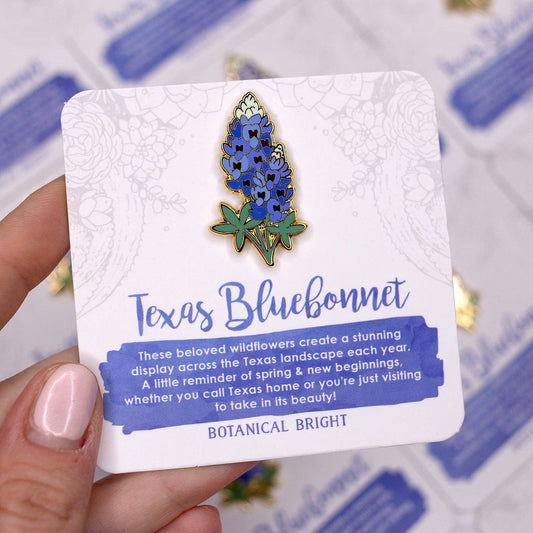 Texas Bluebonnet
These beloved wildflowers create a stunning
display across the Texas landscape each year.
A little reminder of spring & new beginnings,
whether you call Texas home or you're just visiting
to take in its beauty!
BOTANICAL BRIGHT